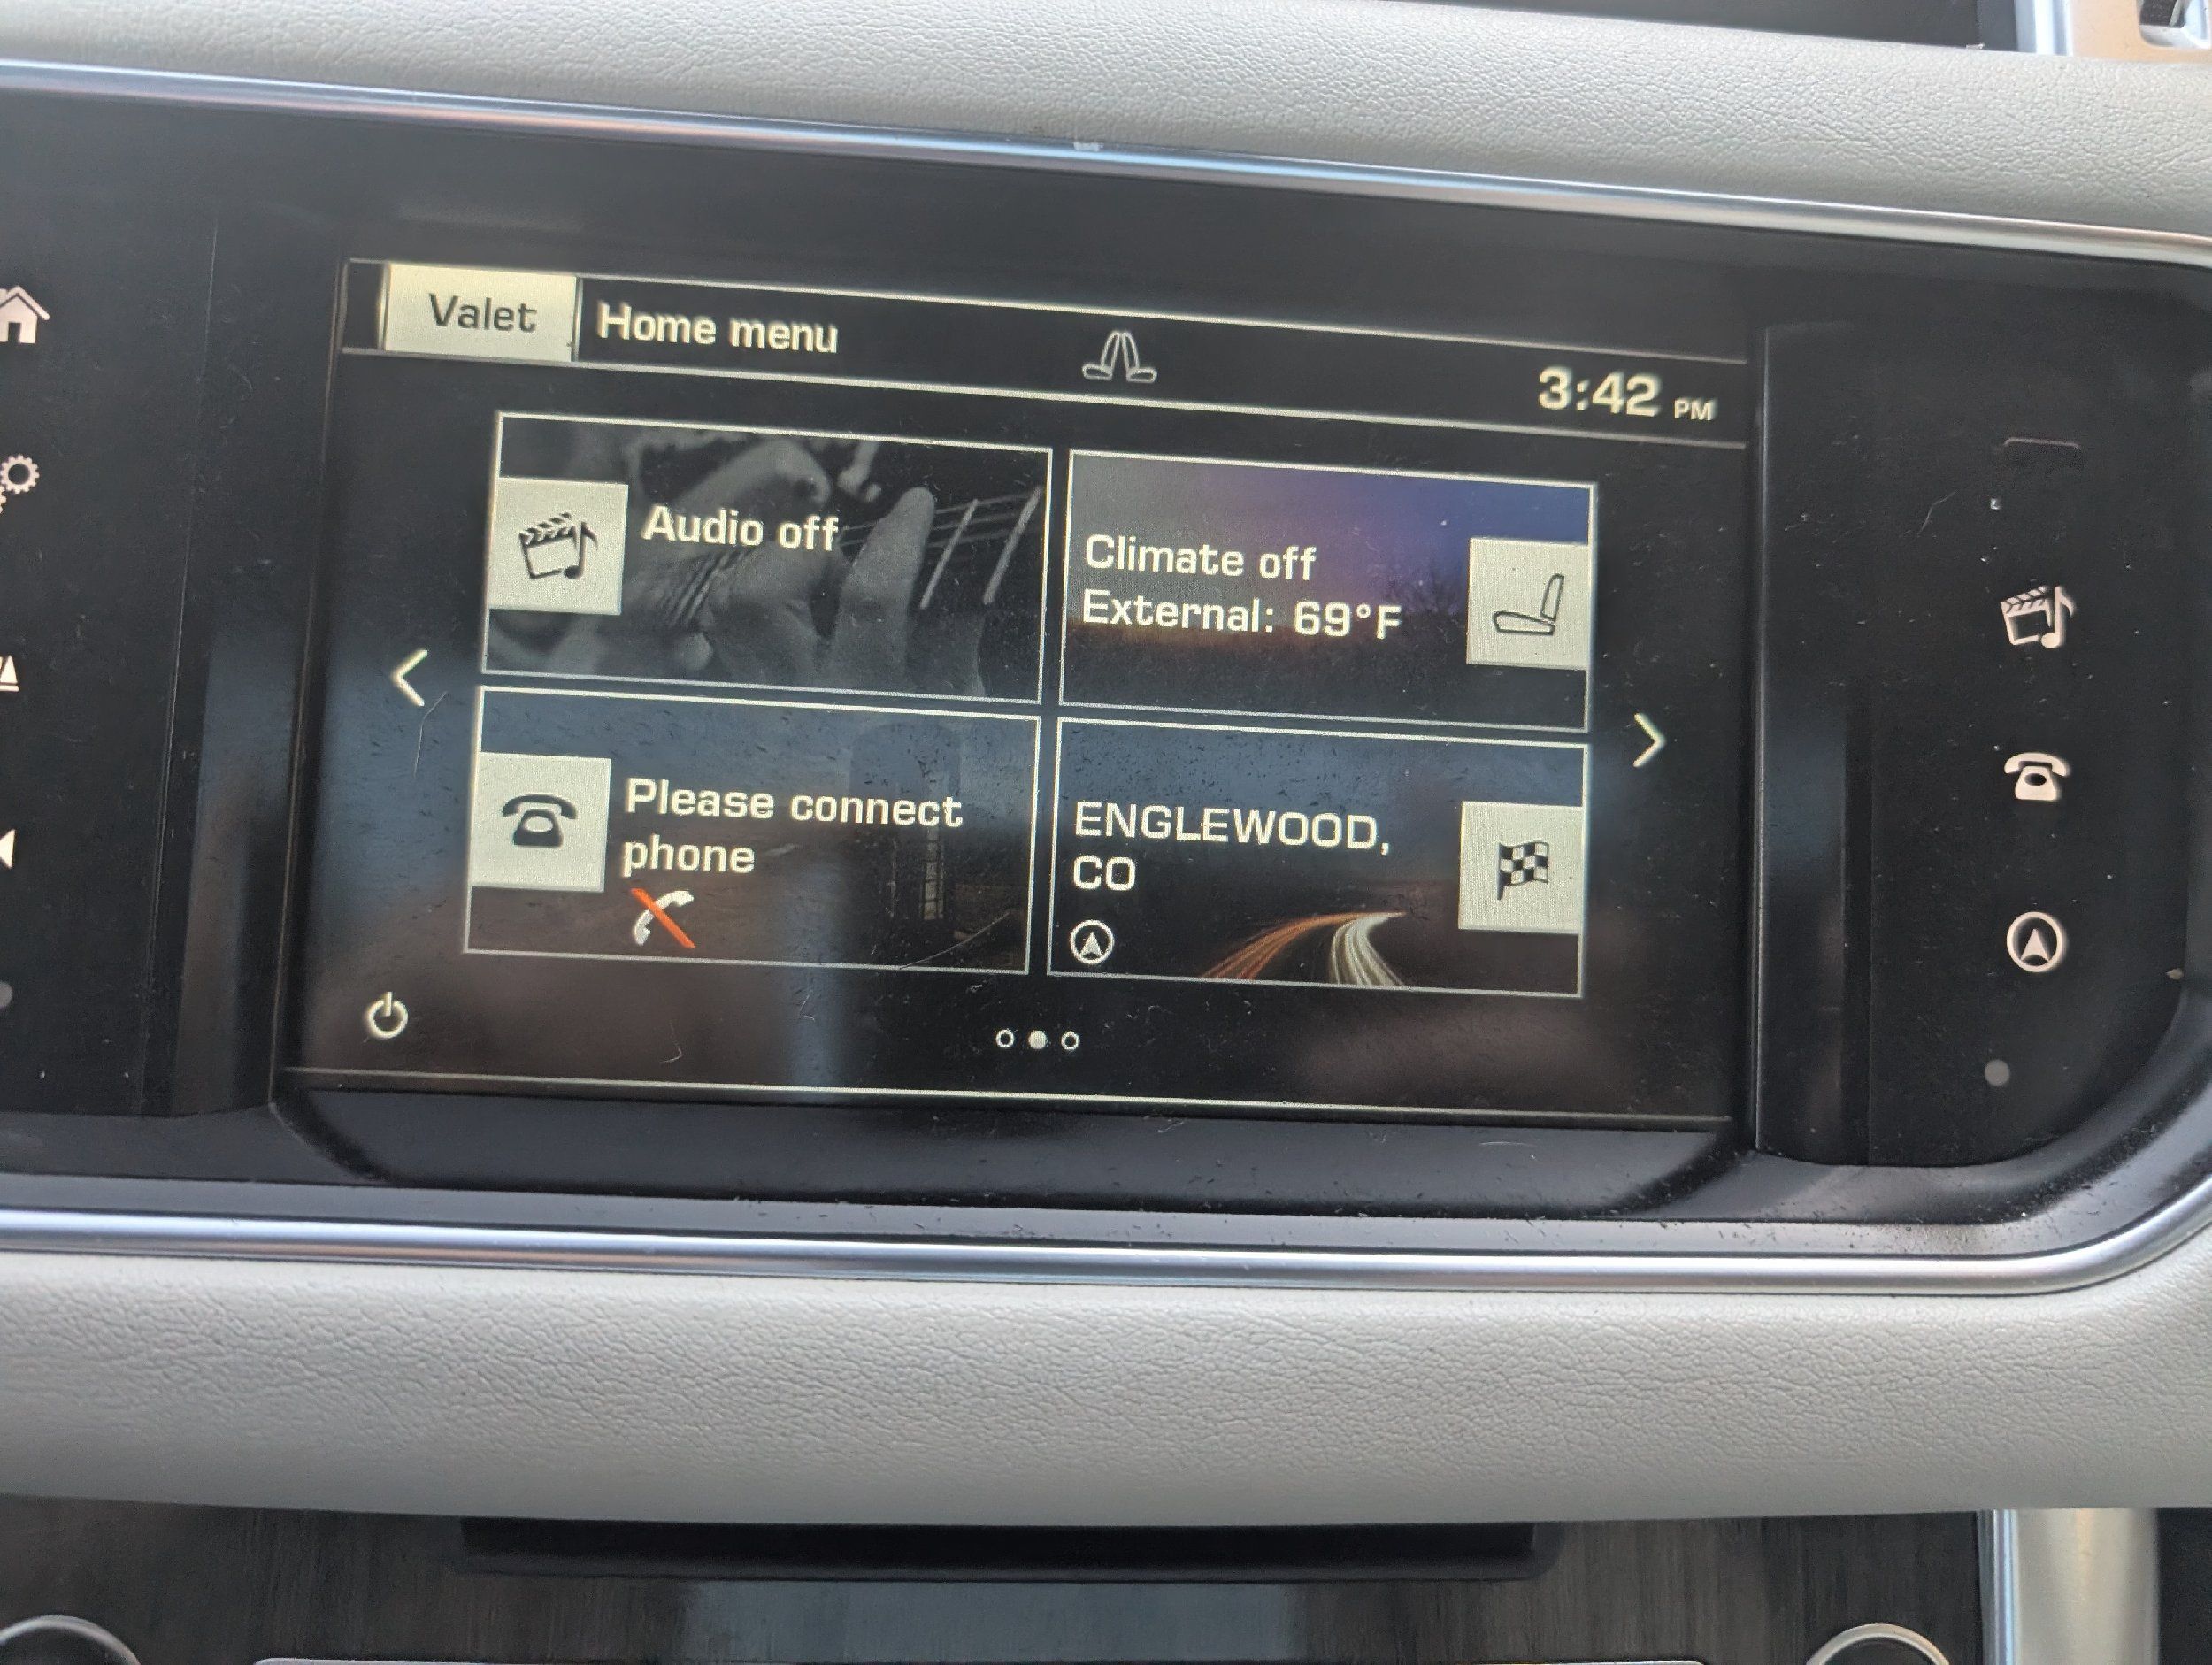 Valet
Home menu
3:42 PM
Audio off
Climate off
External: 69°F
Please connect
phone
ENGLEWOOD,
CO